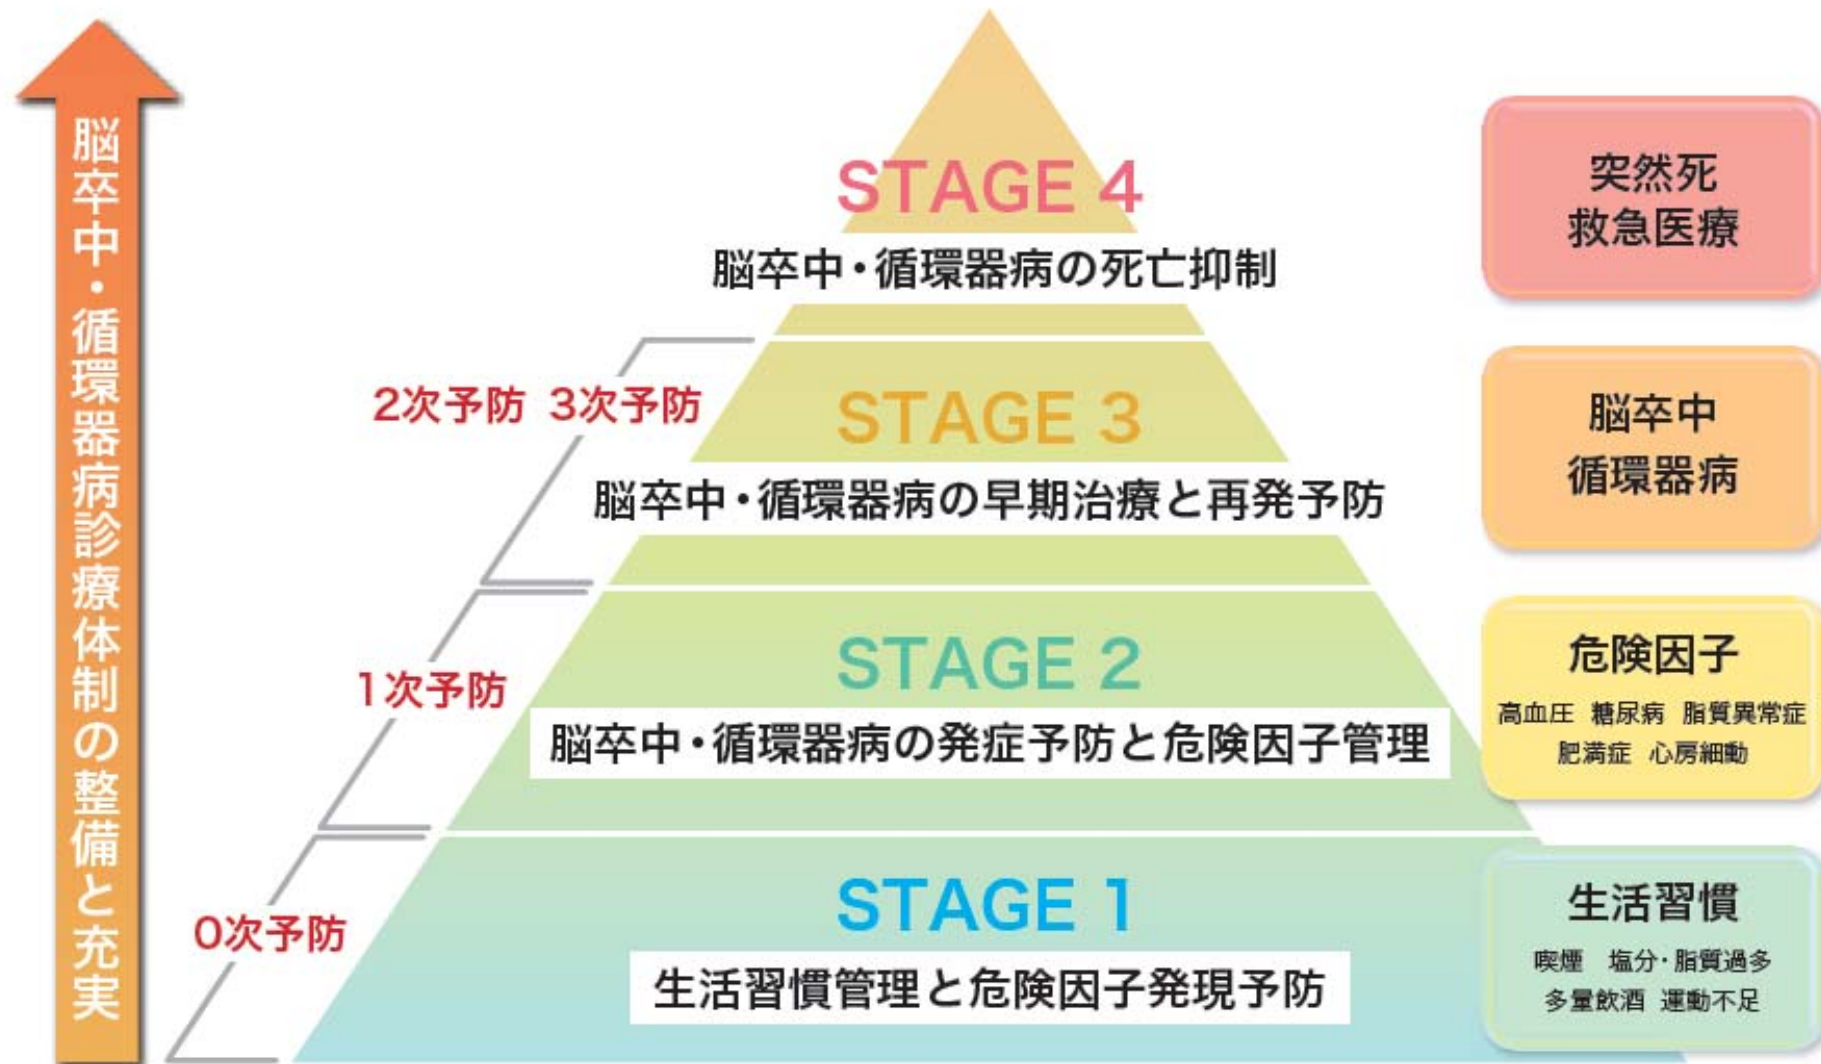 脳卒中・循環器病診療体制の整備と充実
STAGE 4
脳卒中・循環器病の死亡抑制
突然死
救急医療
2次予防 3次予防
STAGE 3
脳卒中・循環器病の早期治療と再発予防
脳卒中
循環器病
1次予防
STAGE 2
脳卒中・循環器病の発症予防と危険因子管理
危険因子
高血圧 糖尿病 脂質異常症
肥満症 心房細動
0次予防
STAGE 1
生活習慣管理と危険因子発現予防
生活習慣
喫煙 塩分・脂質過多
多量飲酒 運動不足